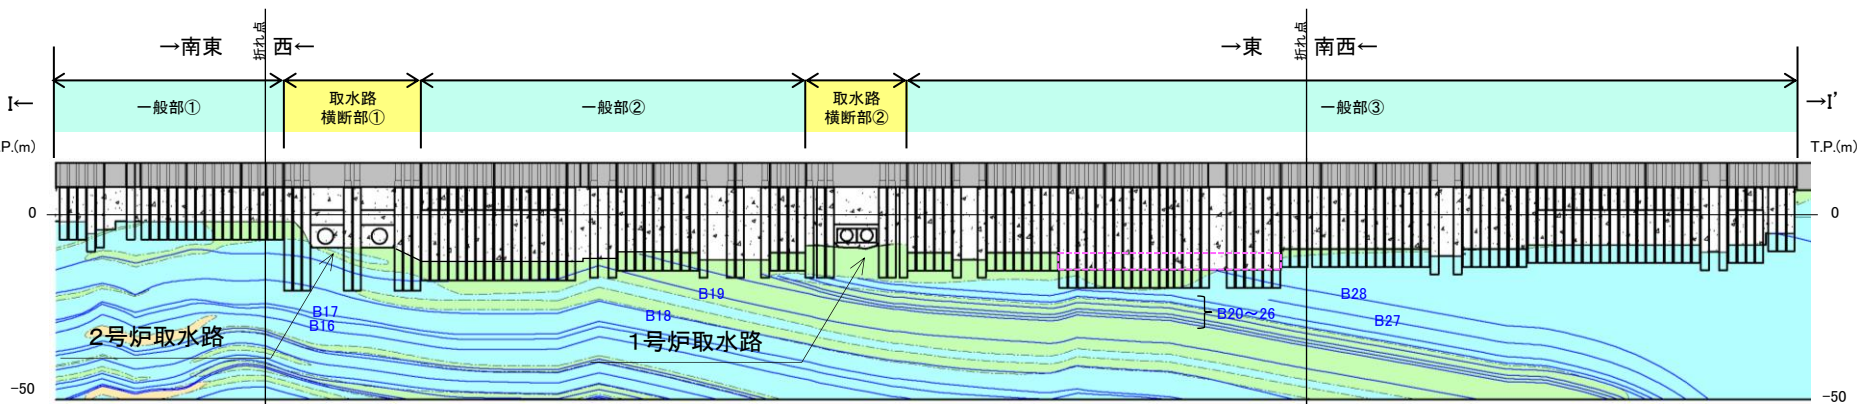 →南東
折れ点
西←
→東
折れ点
南西←
I←
一般部①
取水路
横断部①
一般部②
取水路
横断部②
一般部③
→I'
.P.(m)
T.P.(m)
0
0
B19
B28
B17
B16
B18
B20~26
B27
2号炉取水路
1号炉取水路
-50
-50